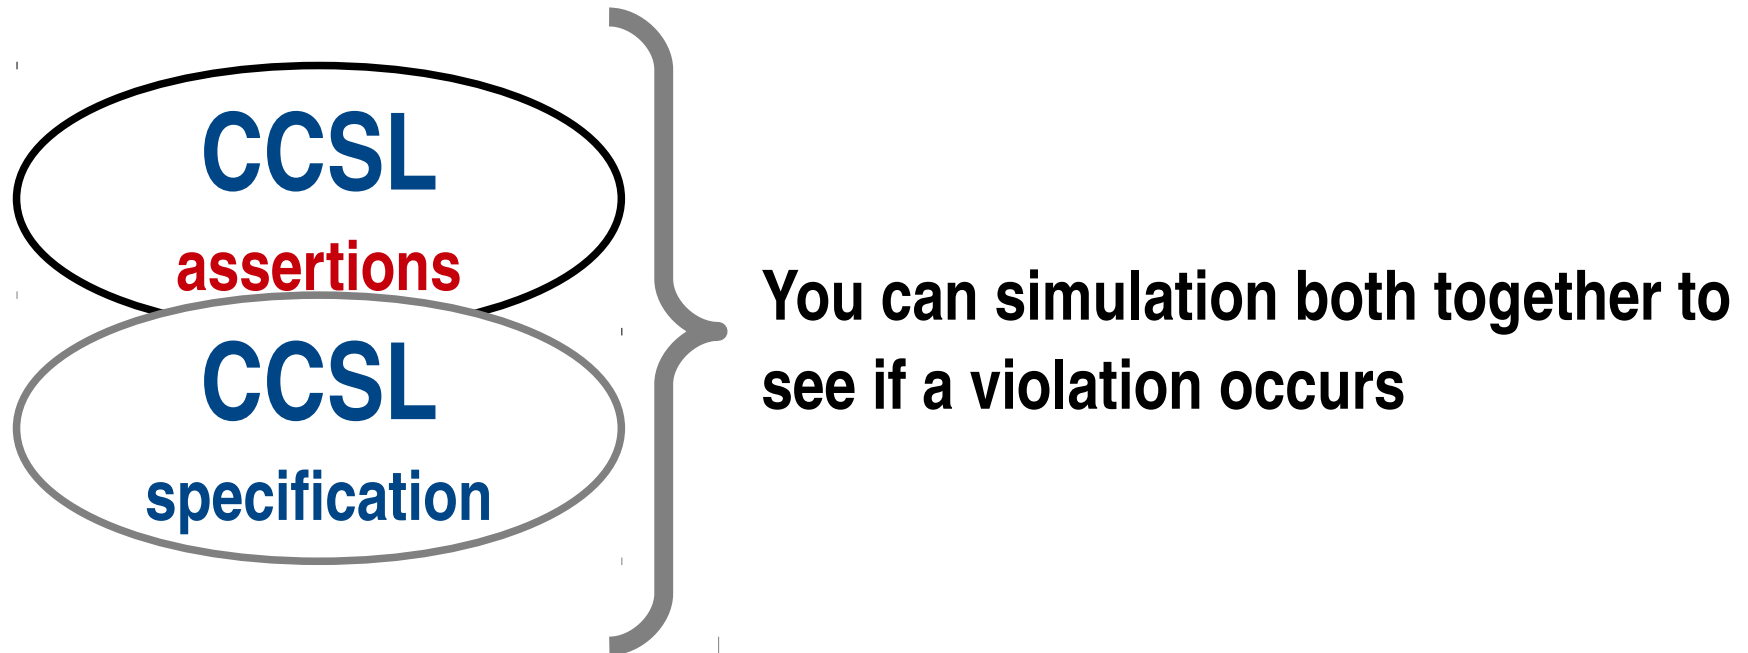 CCSL
assertions
CCSL
specification
You can simulation both together to
see if a violation occurs